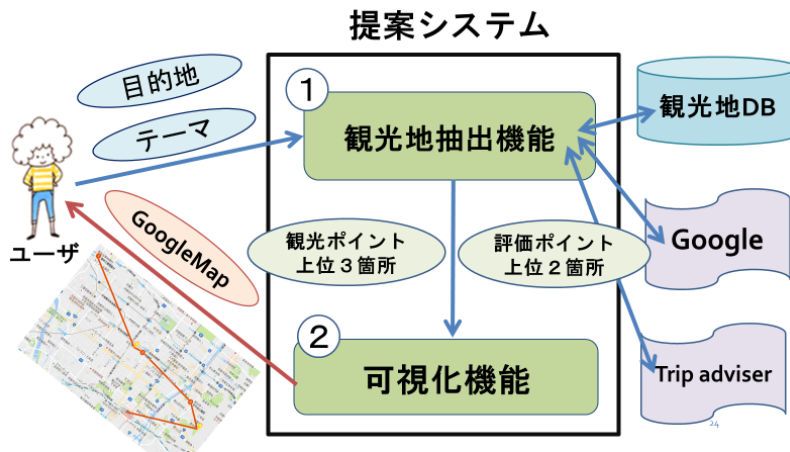 提案システム
目的地
テーマ
ユーザ
GoogleMap
①
観光地抽出機能
観光ポイント
上位３箇所
評価ポイント
上位２箇所
②
可視化機能
観光地DB
Google
Trip adviser
24